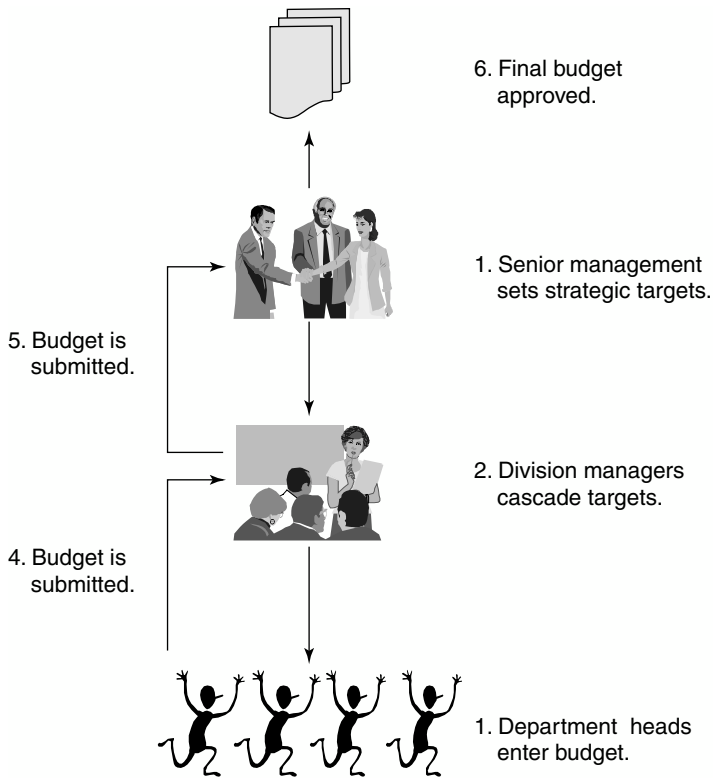 6. Final budget
approved.
1. Senior management
sets strategic targets.
5. Budget is
submitted.
2. Division managers
cascade targets.
4. Budget is
submitted.
1. Department heads
enter budget.